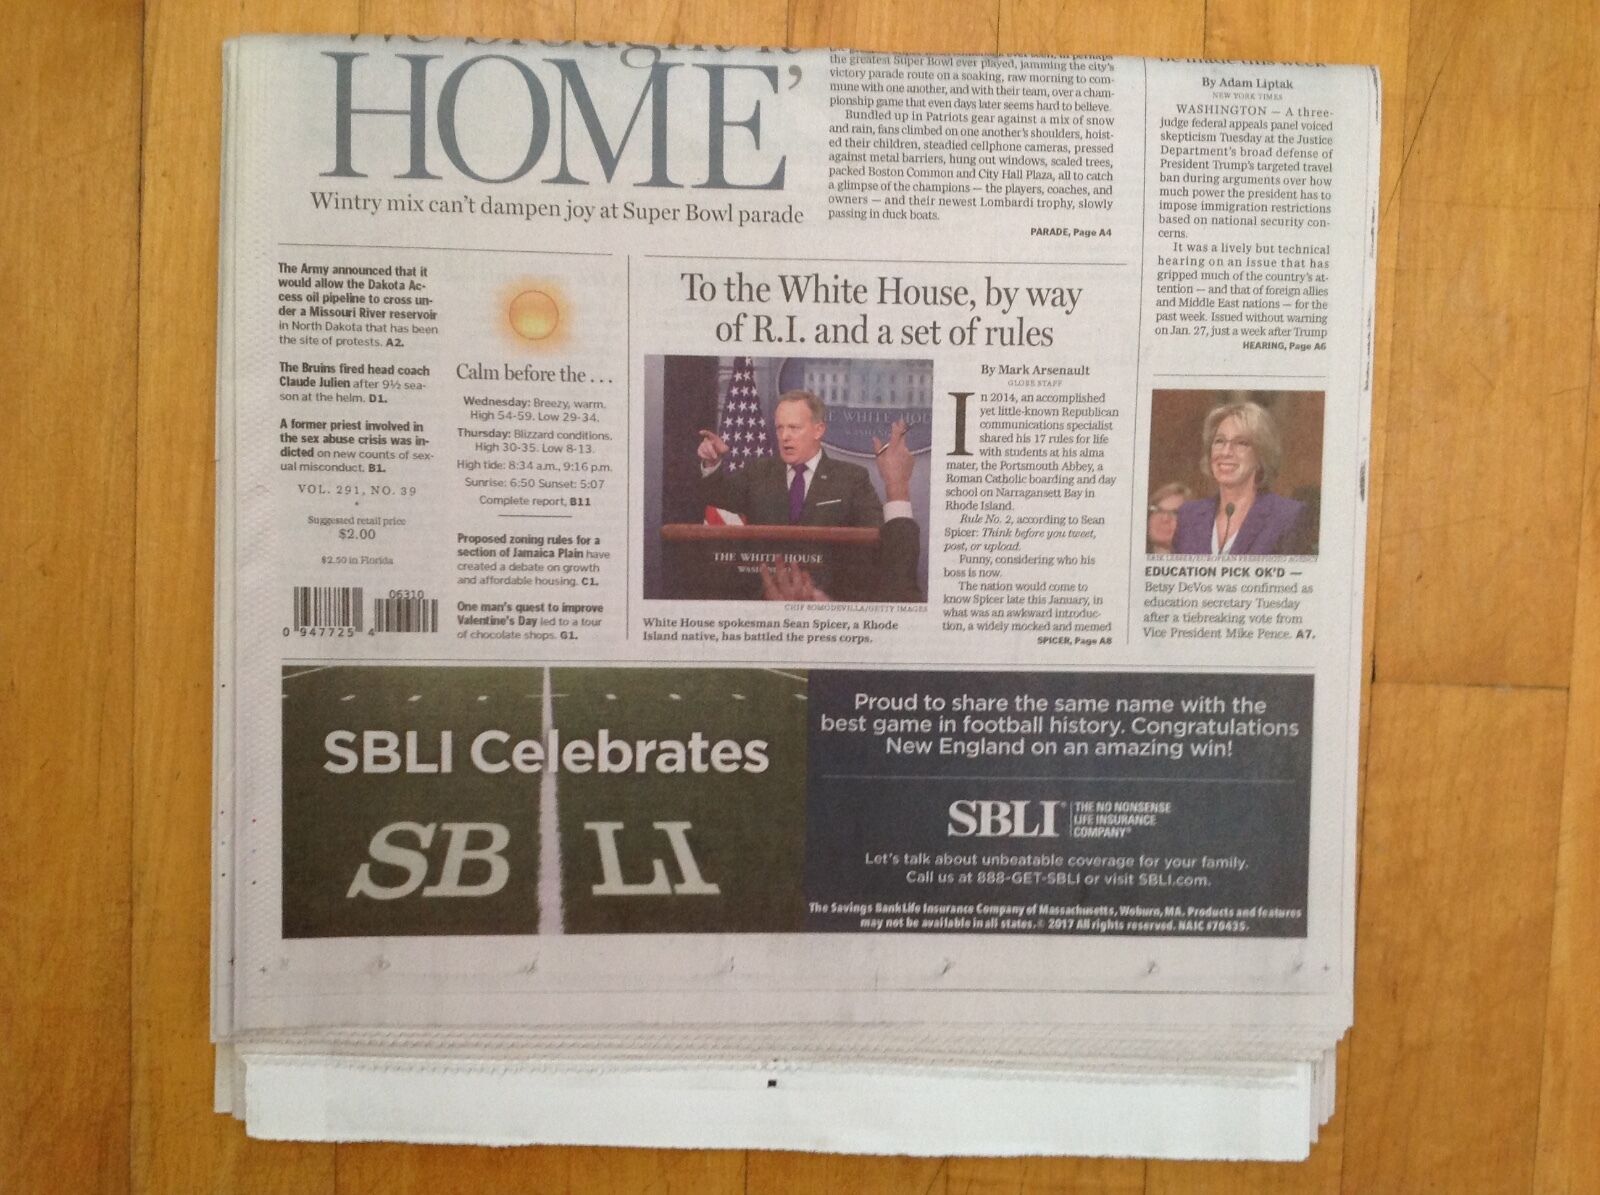 We brought it
HOME’
Wintry mix can’t dampen joy at Super Bowl parade
the greatest Super Bowl ever played, jamming the city’s
victory parade route on a soaking, raw morning to com-
mune with one another, and with their team, over a cham-
pionship game that even days later seems hard to believe.
Bundled up in Patriots gear against a mix of snow
and rain, fans climbed on one another’s shoulders, hoist-
ed their children, steadied cellphone cameras, pressed
against metal barriers, hung out windows, scaled trees,
packed Boston Common and City Hall Plaza, all to catch
a glimpse of the champions — the players, coaches, and
owners — and their newest Lombardi trophy, slowly
passing in duck boats.
PARADE, Page A4
be made this week
By Adam Liptak
NEW YORK TIMES
WASHINGTON — A three-
judge federal appeals panel voiced
skepticism Tuesday at the Justice
Department’s broad defense of
President Trump’s targeted travel
ban during arguments over how
much power the president has to
impose immigration restrictions
based on national security con-
cerns.
It was a lively but technical
hearing on an issue that has
gripped much of the country’s at-
tention — and that of foreign allies
and Middle East nations — for the
past week. Issued without warning
on Jan. 27, just a week after Trump
HEARING, Page A6
The Army announced that it
would allow the Dakota Ac-
cess oil pipeline to cross un-
der a Missouri River reservoir
in North Dakota that has been
the site of protests. A2.
The Bruins fired head coach
Claude Julien after 9½ sea-
son at the helm. D1.
A former priest involved in
the sex abuse crisis was in-
dicted on new counts of sex-
ual misconduct. B1.
VOL. 291, NO. 39
*
Suggested retail price
$2.00
$2.50 in Florida
06310
0 947725 4
Calm before the . . .
Wednesday: Breezy, warm.
High 54-59. Low 29-34.
Thursday: Blizzard conditions.
High 30-35. Low 8-13.
High tide: 8:34 a.m., 9:16 p.m.
Sunrise: 6:50 Sunset: 5:07
Complete report, B11
Proposed zoning rules for a
section of Jamaica Plain have
created a debate on growth
and affordable housing. C1.
One man’s quest to improve
Valentine’s Day led to a tour
of chocolate shops. G1.
To the White House, by way
of R.I. and a set of rules
THE WHITE HOUSE
CHIP SOMODEVILLA/GETTY IMAGES
White House spokesman Sean Spicer, a Rhode
Island native, has battled the press corps.
By Mark Arsenault
GLOBE STAFF
In 2014, an accomplished
yet little-known Republican
communications specialist
shared his 17 rules for life
with students at his alma
mater, the Portsmouth Abbey, a
Roman Catholic boarding and day
school on Narragansett Bay in
Rhode Island.
Rule No. 2, according to Sean
Spicer: Think before you tweet,
post, or upload.
Funny, considering who his
boss is now.
The nation would come to
know Spicer late this January, in
what was an awkward introduc-
tion, a widely mocked and memed
SPICER, Page A8
ERIK LESSER/EUROPEAN PRESSPHOTO AGENCY
EDUCATION PICK OK’D —
Betsy DeVos was confirmed as
education secretary Tuesday
after a tiebreaking vote from
Vice President Mike Pence. A7.
SBLI Celebrates
SB LI
Proud to share the same name with the
best game in football history. Congratulations
New England on an amazing win!
SBLI® THE NO NONSENSE
LIFE INSURANCE
COMPANY®
Let’s talk about unbeatable coverage for your family.
Call us at 888-GET-SBLI or visit SBLI.com.
The Savings Bank Life Insurance Company of Massachusetts, Woburn, MA. Products and features
may not be available in all states. © 2017 All rights reserved. NAIC #70435.